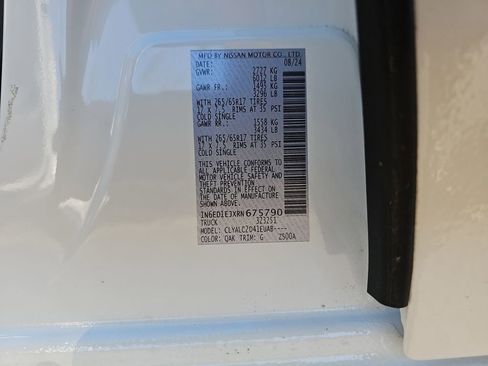 MFD BY NISSAN MOTOR CO., LTD.
DATE: 08/24
GVWR: 2727 KG
6012 LB
GAWR FR.: 1495 KG
3296 LB
WITH 265/65R17 TIRES
17 X 7.5 RIMS AT 35 PSI
COLD SINGLE
GAWR RR.: 1558 KG
3434 LB
WITH 265/65R17 TIRES
17 X 7.5 RIMS AT 35 PSI
COLD SINGLE
THIS VEHICLE CONFORMS TO
ALL APPLICABLE FEDERAL
MOTOR VEHICLE SAFETY AND
THEFT PREVENTION
STANDARDS IN EFFECT ON THE
DATE OF MANUFACTURE
SHOWN ABOVE.
1N6ED1EJXRN675790
TRUCK 323251
MODEL: CLYALCZD41EUAB----
COLOR: QAK TRIM: G Z500A